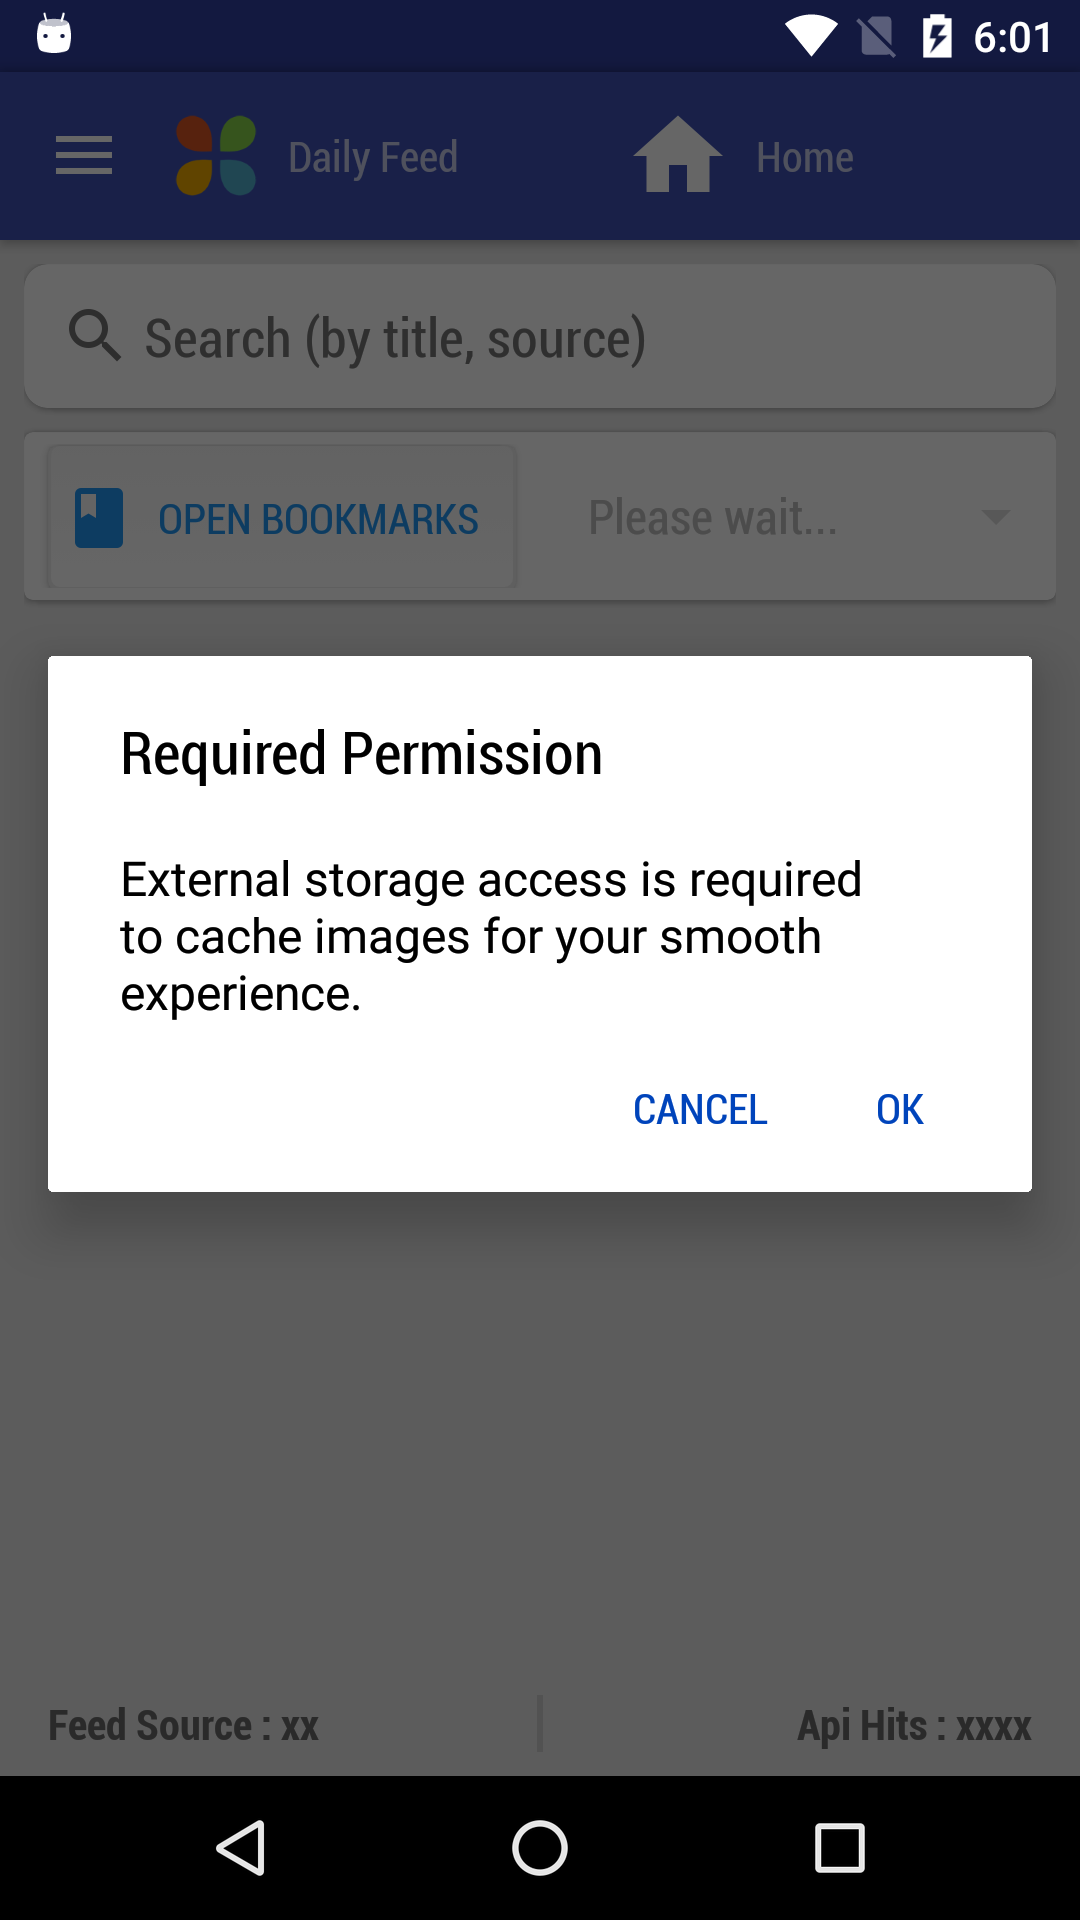 6:01
Daily Feed
Home
Search (by title, source)
OPEN BOOKMARKS
Please wait...
Required Permission
External storage access is required
to cache images for your smooth
experience.
CANCEL
OK
Feed Source : xx
Api Hits : xxxx